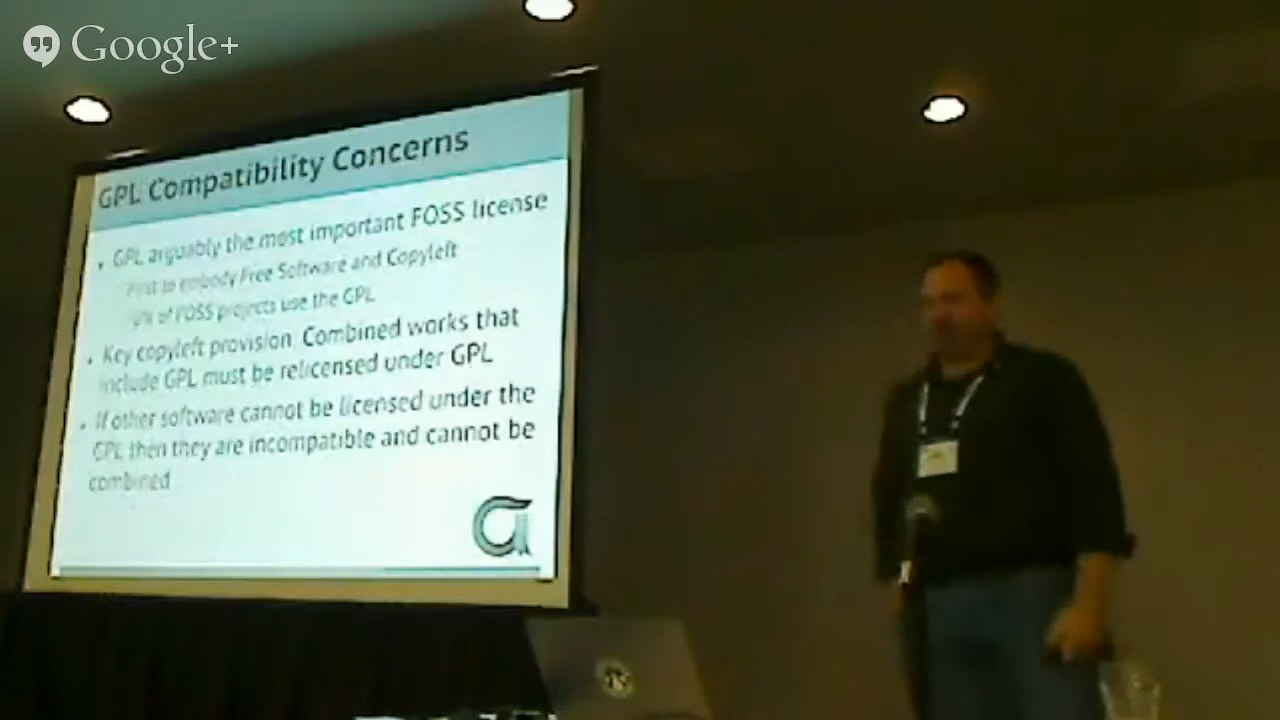 Google+
GPL Compatibility Concerns
GPL arguably the most important FOSS license
First to embody Free Software and Copyleft
of FOSS projects use the GPL
Key copyleft provision: Combined works that
include GPL must be relicensed under GPL
If other software cannot be licensed under the
GPL then they are incompatible and cannot be
combined